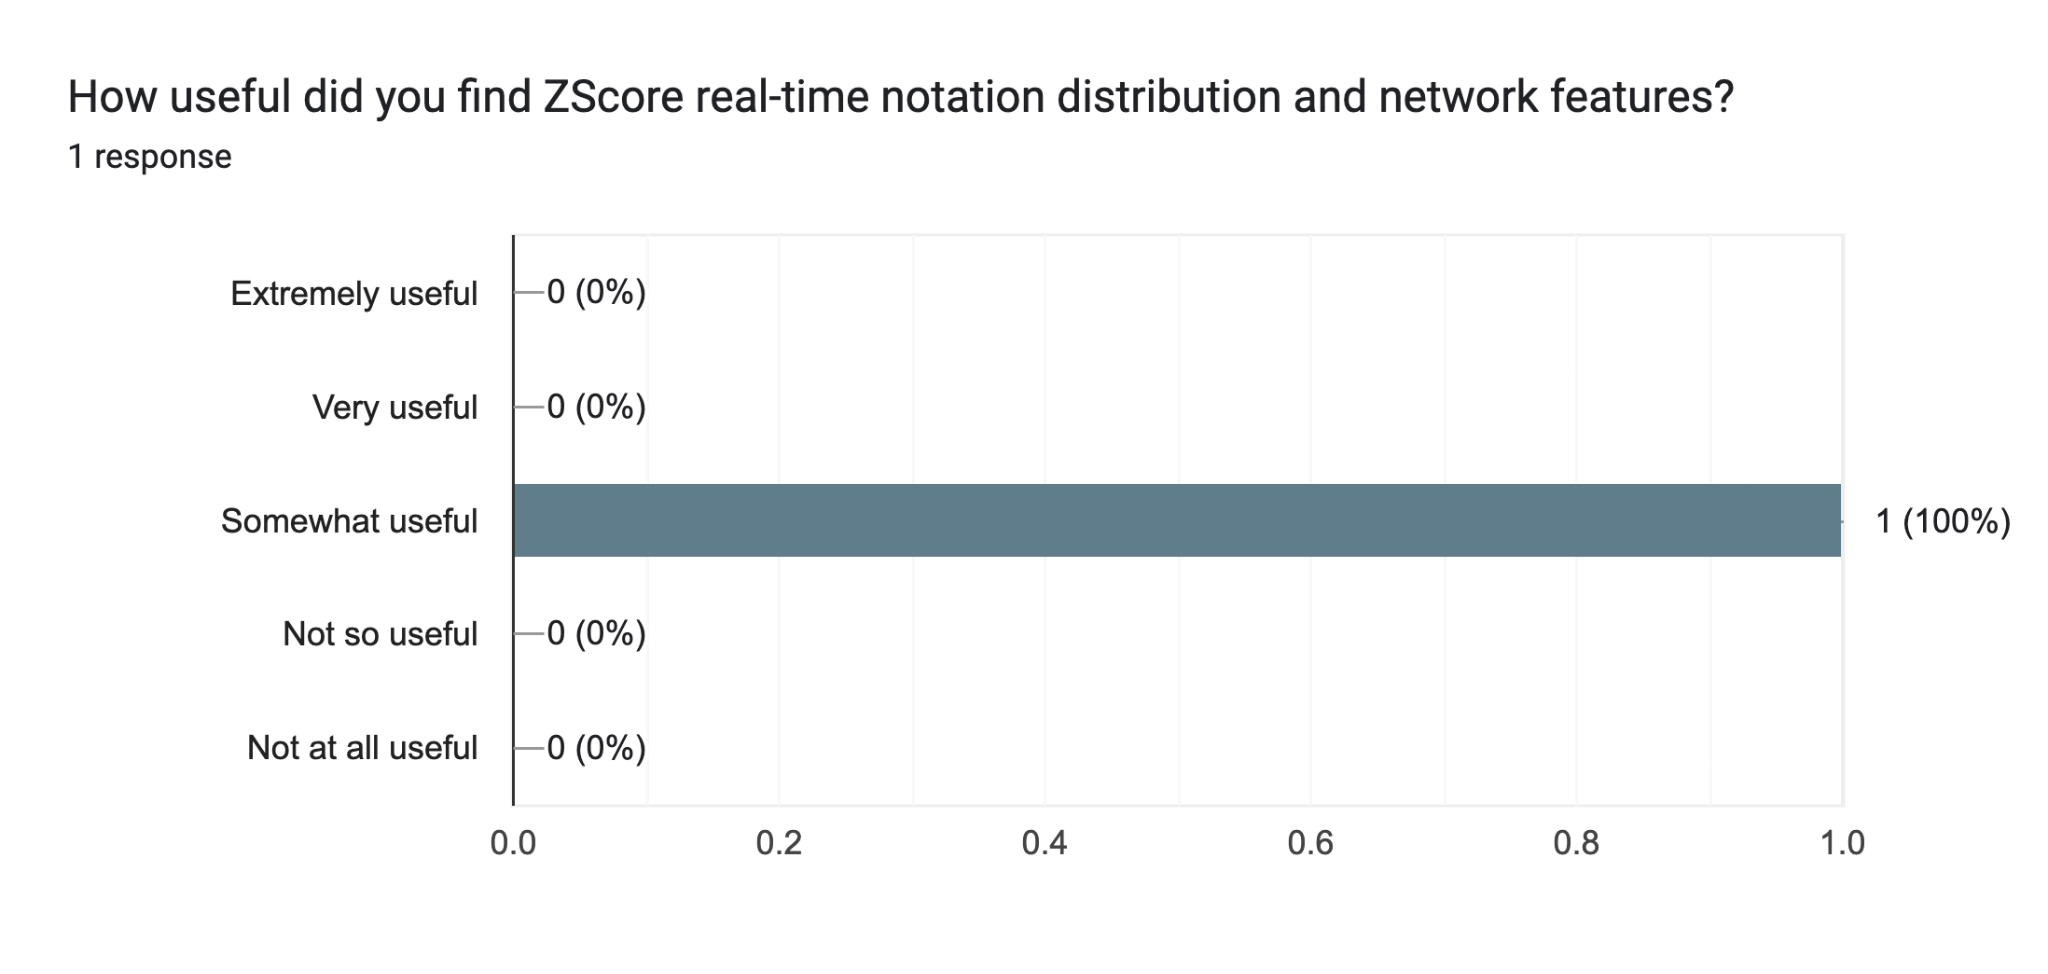 How useful did you find ZScore real-time notation distribution and network features?
1 response
Extremely useful 0 (0%)
Very useful 0 (0%)
Somewhat useful 1 (100%)
Not so useful 0 (0%)
Not at all useful 0 (0%)
0.0 0.2 0.4 0.6 0.8 1.0